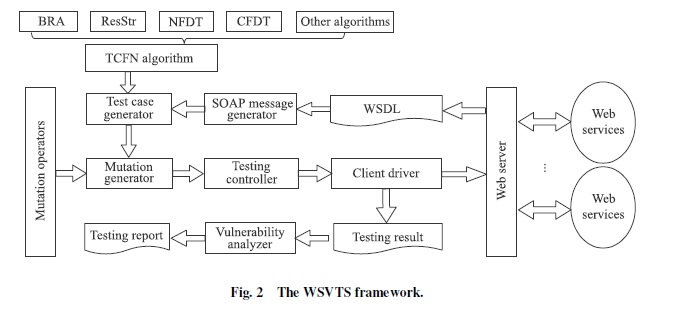 BRA ResStr NFDT CFDT Other algorithms
TCFN algorithm
Test case
generator
SOAP message
generator
WSDL
Web
services
Mutation operators
Mutation
generator
Testing
controller
Client driver
Web server
...
Web
services
Testing report
Vulnerability
analyzer
Testing result
Fig. 2 The WSVTS framework.